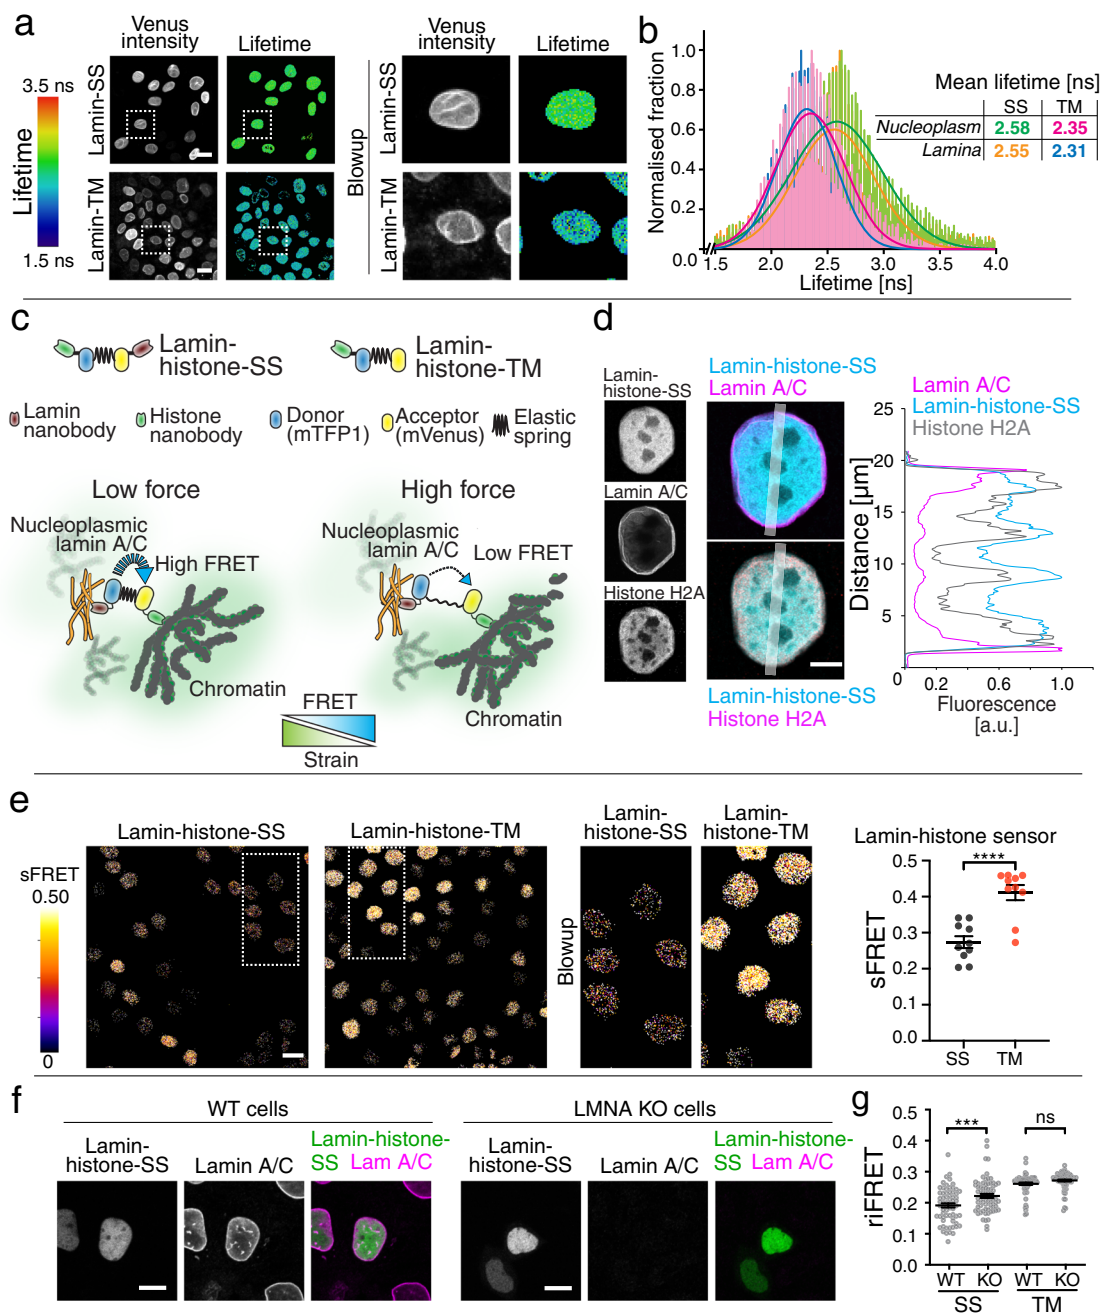 a
Venus intensity
Lifetime
Venus intensity
Lifetime
3.5 ns
Lifetime
1.5 ns
Lamin-SS
Lamin-TM
Blowup
Lamin-SS
Lamin-TM
b
Normalised fraction
1.0
0.8
0.6
0.4
0.2
0.0
1.5
2.0
2.5
3.0
3.5
4.0
Lifetime [ns]
Mean lifetime [ns]
SS TM
Nucleoplasm 2.58 2.35
Lamina 2.55 2.31
c
Lamin-
histone-SS
Lamin-
histone-TM
Lamin nanobody
Histone nanobody
Donor (mTFP1)
Acceptor (mVenus)
Elastic spring
Low force
High force
Nucleoplasmic lamin A/C
High FRET
Chromatin
Nucleoplasmic lamin A/C
Low FRET
Chromatin
FRET
Strain
d
Lamin-
histone-SS
Lamin A/C
Histone H2A
Lamin-histone-SS
Lamin A/C
Lamin-histone-SS
Histone H2A
Lamin A/C
Lamin-histone-SS
Histone H2A
Distance [µm]
25
20
15
10
5
0
0.2
0.6
1.0
Fluorescence
[a.u.]
e
Lamin-histone-SS
Lamin-histone-TM
sFRET
0.50
0
Blowup
Lamin-
histone-SS
Lamin-
histone-TM
Lamin-histone sensor
sFRET
0.5
0.4
0.3
0.2
0.1
0.0
****
SS
TM
f
WT cells
LMNA KO cells
Lamin-
histone-SS
Lamin A/C
Lamin-histone-
SS Lam A/C
Lamin-
histone-SS
Lamin A/C
Lamin-histone-
SS Lam A/C
g
riFRET
0.5
0.4
0.3
0.2
0.1
0.0
***
ns
WT KO WT KO
SS TM